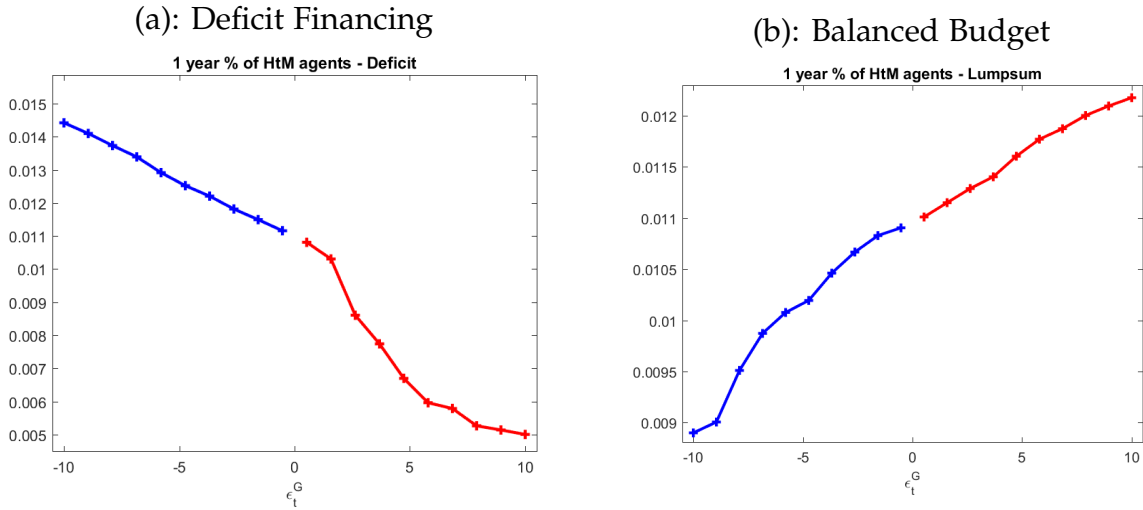 (a): Deficit Financing
1 year % of HtM agents - Deficit
0.015
0.014
0.013
0.012
0.011
0.01
0.009
0.008
0.007
0.006
0.005
-10 -5 0 5 10
ϵ_t^G
(b): Balanced Budget
1 year % of HtM agents - Lumpsum
0.012
0.0115
0.011
0.0105
0.01
0.0095
0.009
-10 -5 0 5 10
ϵ_t^G